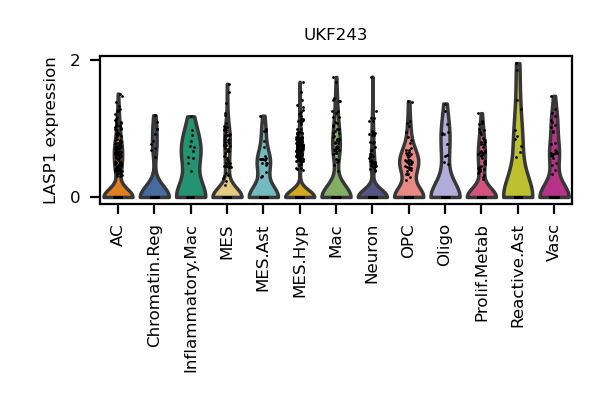 UKF243
LASP1 expression
2
0
AC
Chromatin.Reg
Inflammatory.Mac
MES
MES.Ast
MES.Hyp
Mac
Neuron
OPC
Oligo
Prolif.Metab
Reactive.Ast
Vasc